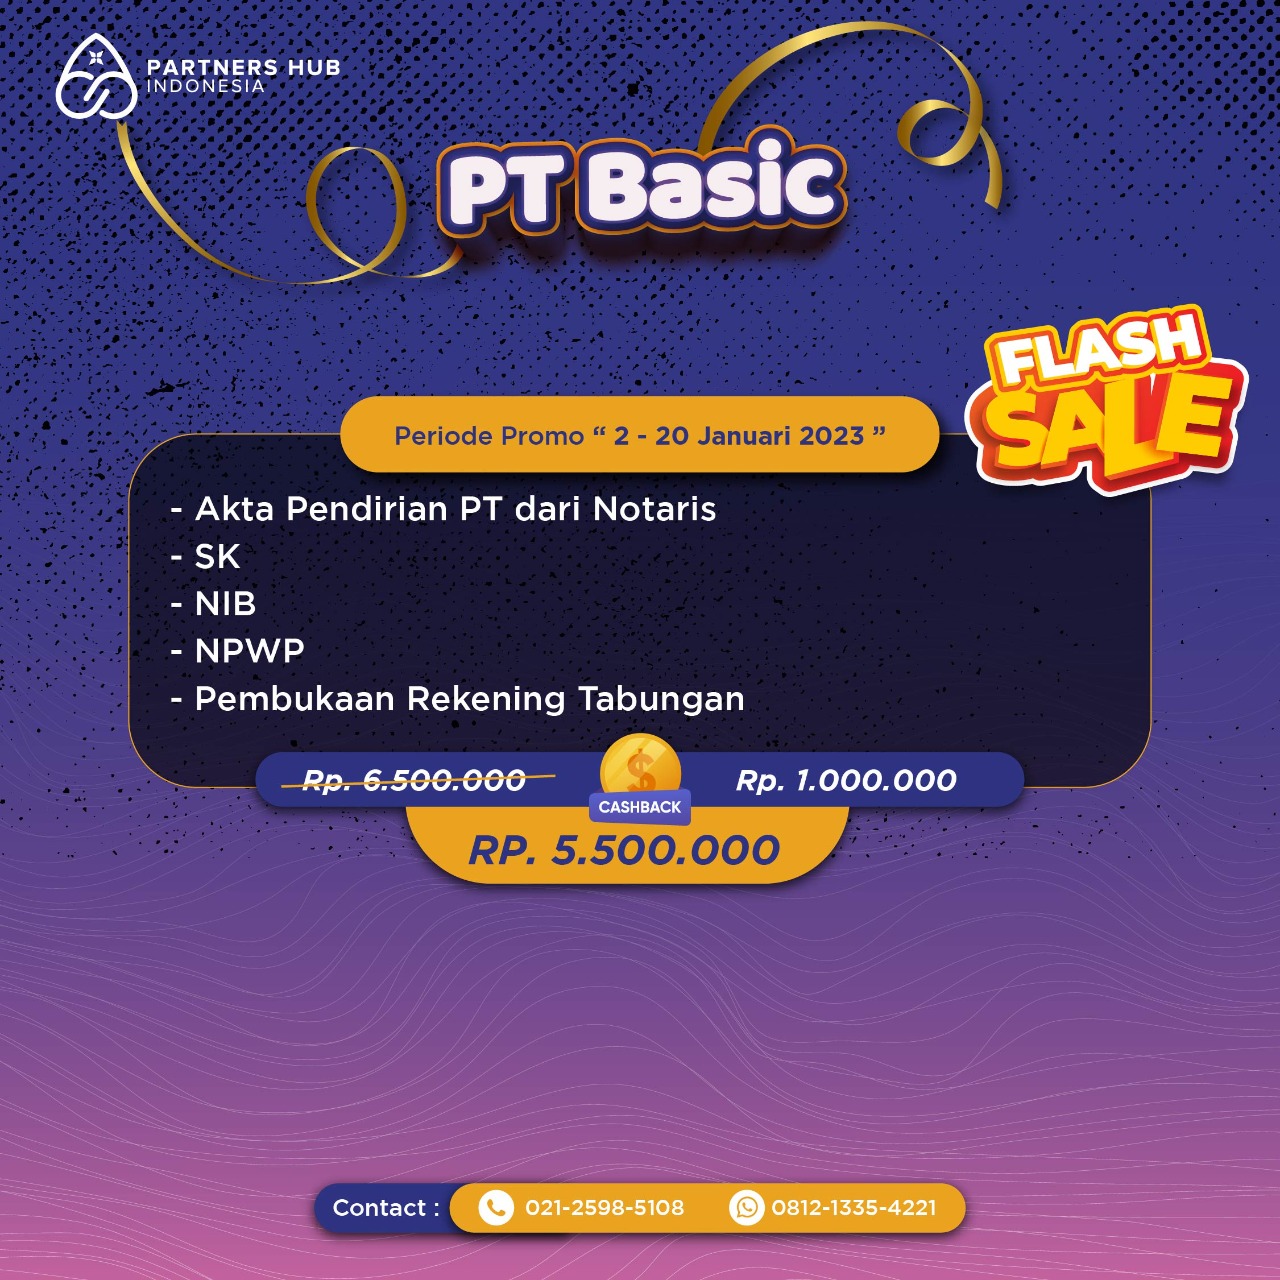 PARTNERS HUB
INDONESIA
PT Basic
FLASH
SALE
Periode Promo “ 2 - 20 Januari 2023 ”
- Akta Pendirian PT dari Notaris
- SK
- NIB
- NPWP
- Pembukaan Rekening Tabungan
Rp. 6.500.000
$
CASHBACK
Rp. 1.000.000
RP. 5.500.000
Contact :
021-2598-5108
0812-1335-4221